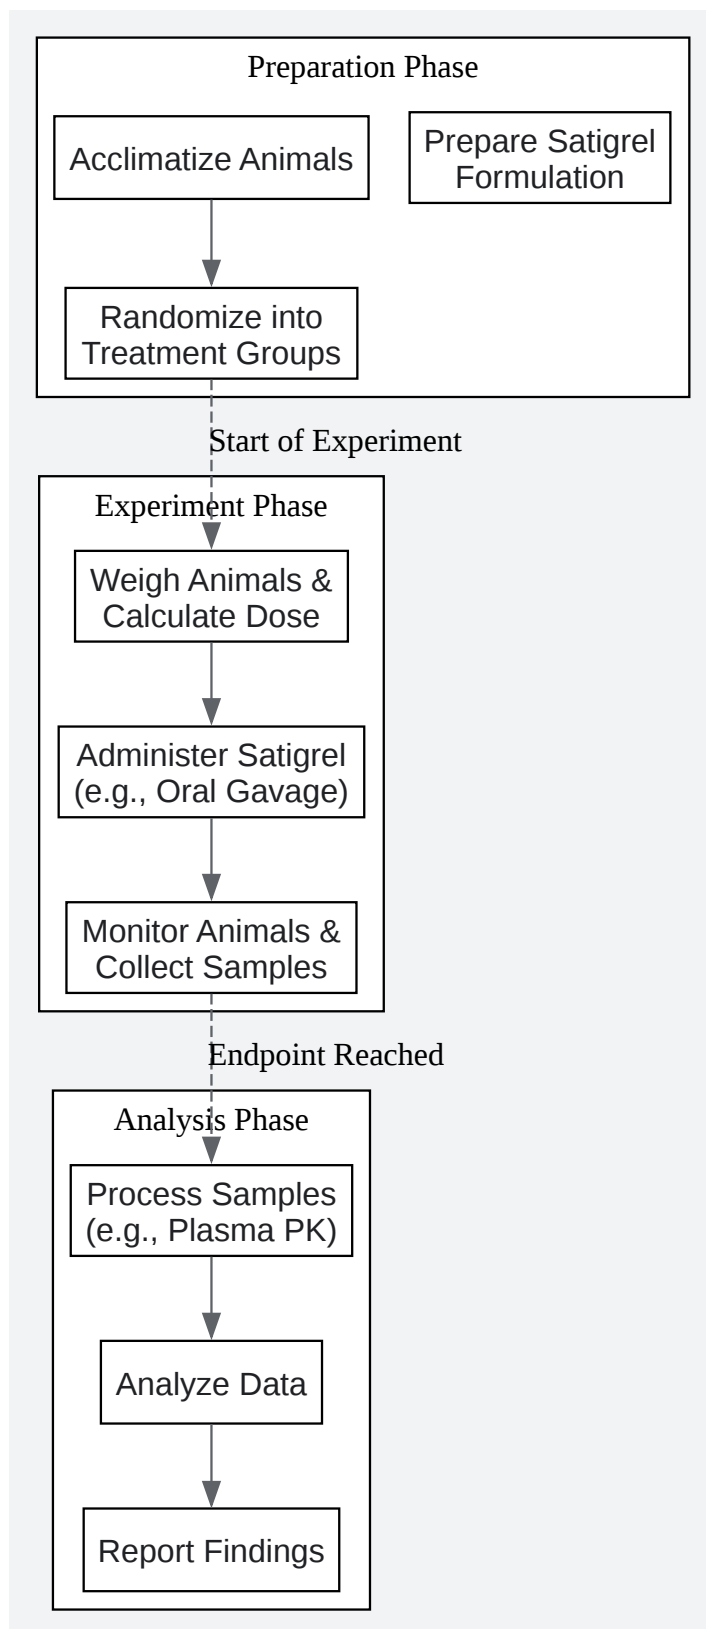 Preparation Phase
Acclimatize Animals
Prepare Satigrel
Formulation
Randomize into
Treatment Groups
Start of Experiment
Experiment Phase
Weigh Animals &
Calculate Dose
Administer Satigrel
(e.g., Oral Gavage)
Monitor Animals &
Collect Samples
Endpoint Reached
Analysis Phase
Process Samples
(e.g., Plasma PK)
Analyze Data
Report Findings